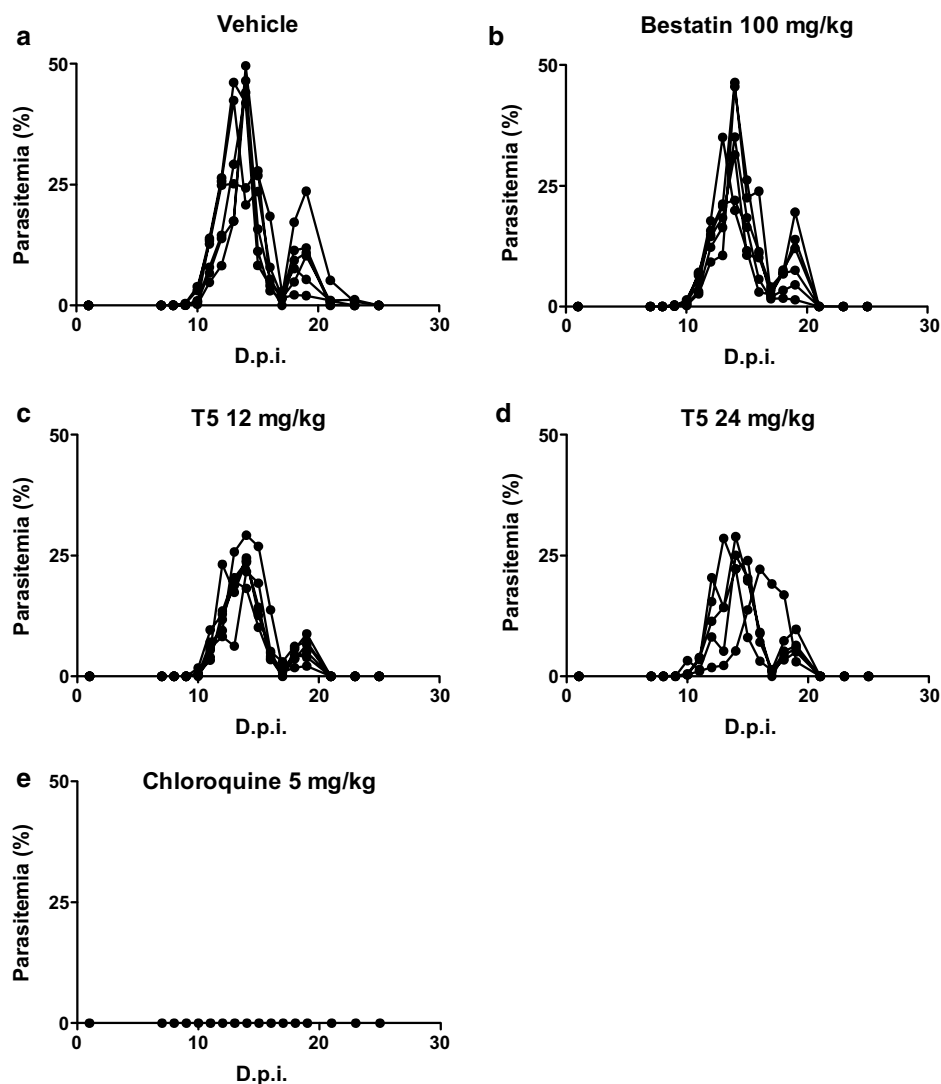 a
Vehicle
Parasitemia (%)
50
25
0
0
10
20
30
D.p.i.
b
Bestatin 100 mg/kg
Parasitemia (%)
50
25
0
0
10
20
30
D.p.i.
c
T5 12 mg/kg
Parasitemia (%)
50
25
0
0
10
20
30
D.p.i.
d
T5 24 mg/kg
Parasitemia (%)
50
25
0
0
10
20
30
D.p.i.
e
Chloroquine 5 mg/kg
Parasitemia (%)
50
25
0
0
10
20
30
D.p.i.